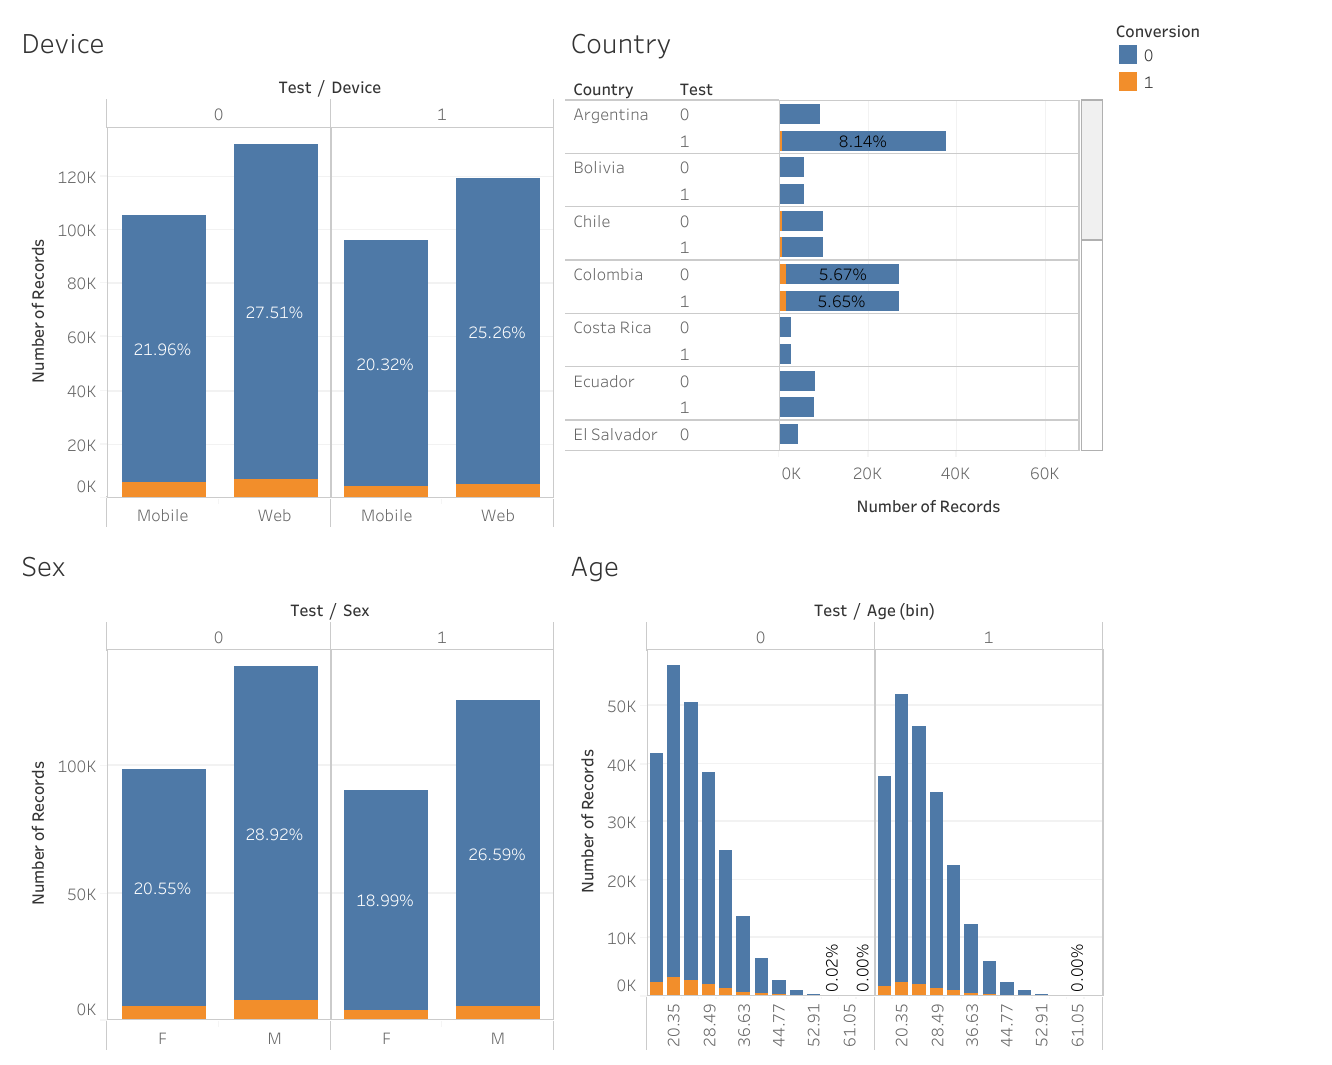 Device
Test / Device
0 1
120K
100K
80K
60K
40K
20K
0K
Number of Records
21.96%
27.51%
20.32%
25.26%
Mobile Web Mobile Web
Country
Country Test
Argentina 0
1 8.14%
Bolivia 0
1
Chile 0
1
Colombia 0 5.67%
1 5.65%
Costa Rica 0
1
Ecuador 0
1
El Salvador 0
0K 20K 40K 60K
Number of Records
Conversion
0
1
Sex
Test / Sex
0 1
100K
50K
0K
Number of Records
20.55%
28.92%
18.99%
26.59%
F M F M
Age
Test / Age (bin)
0 1
50K
40K
30K
20K
10K
0K
Number of Records
0.02%
0.00%
0.00%
20.35 28.49 36.63 44.77 52.91 61.05 20.35 28.49 36.63 44.77 52.91 61.05